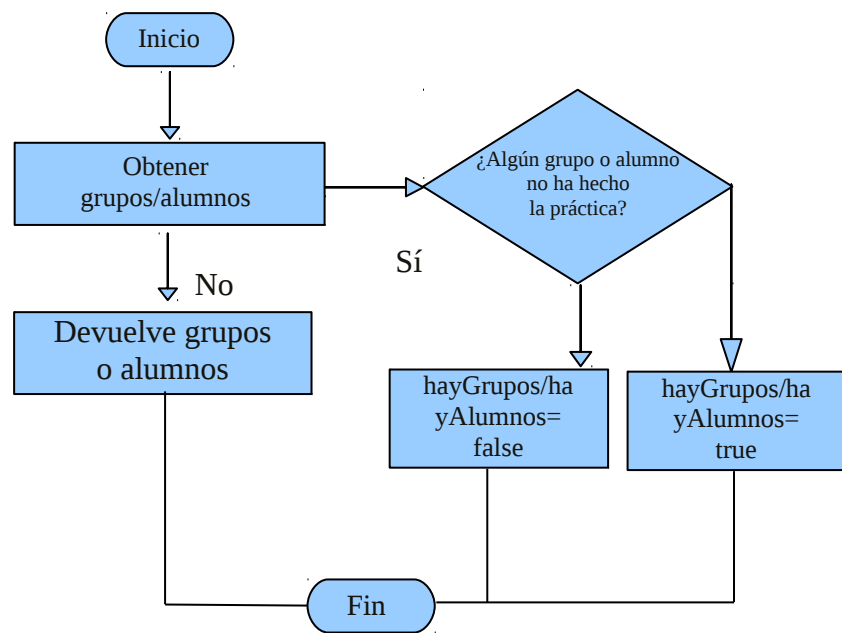 Inicio
Obtener
grupos/alumnos
¿Algún grupo o alumno
no ha hecho
la práctica?
Sí
No
Devuelve grupos
o alumnos
hayGrupos/ha
yAlumnos=
false
hayGrupos/ha
yAlumnos=
true
Fin